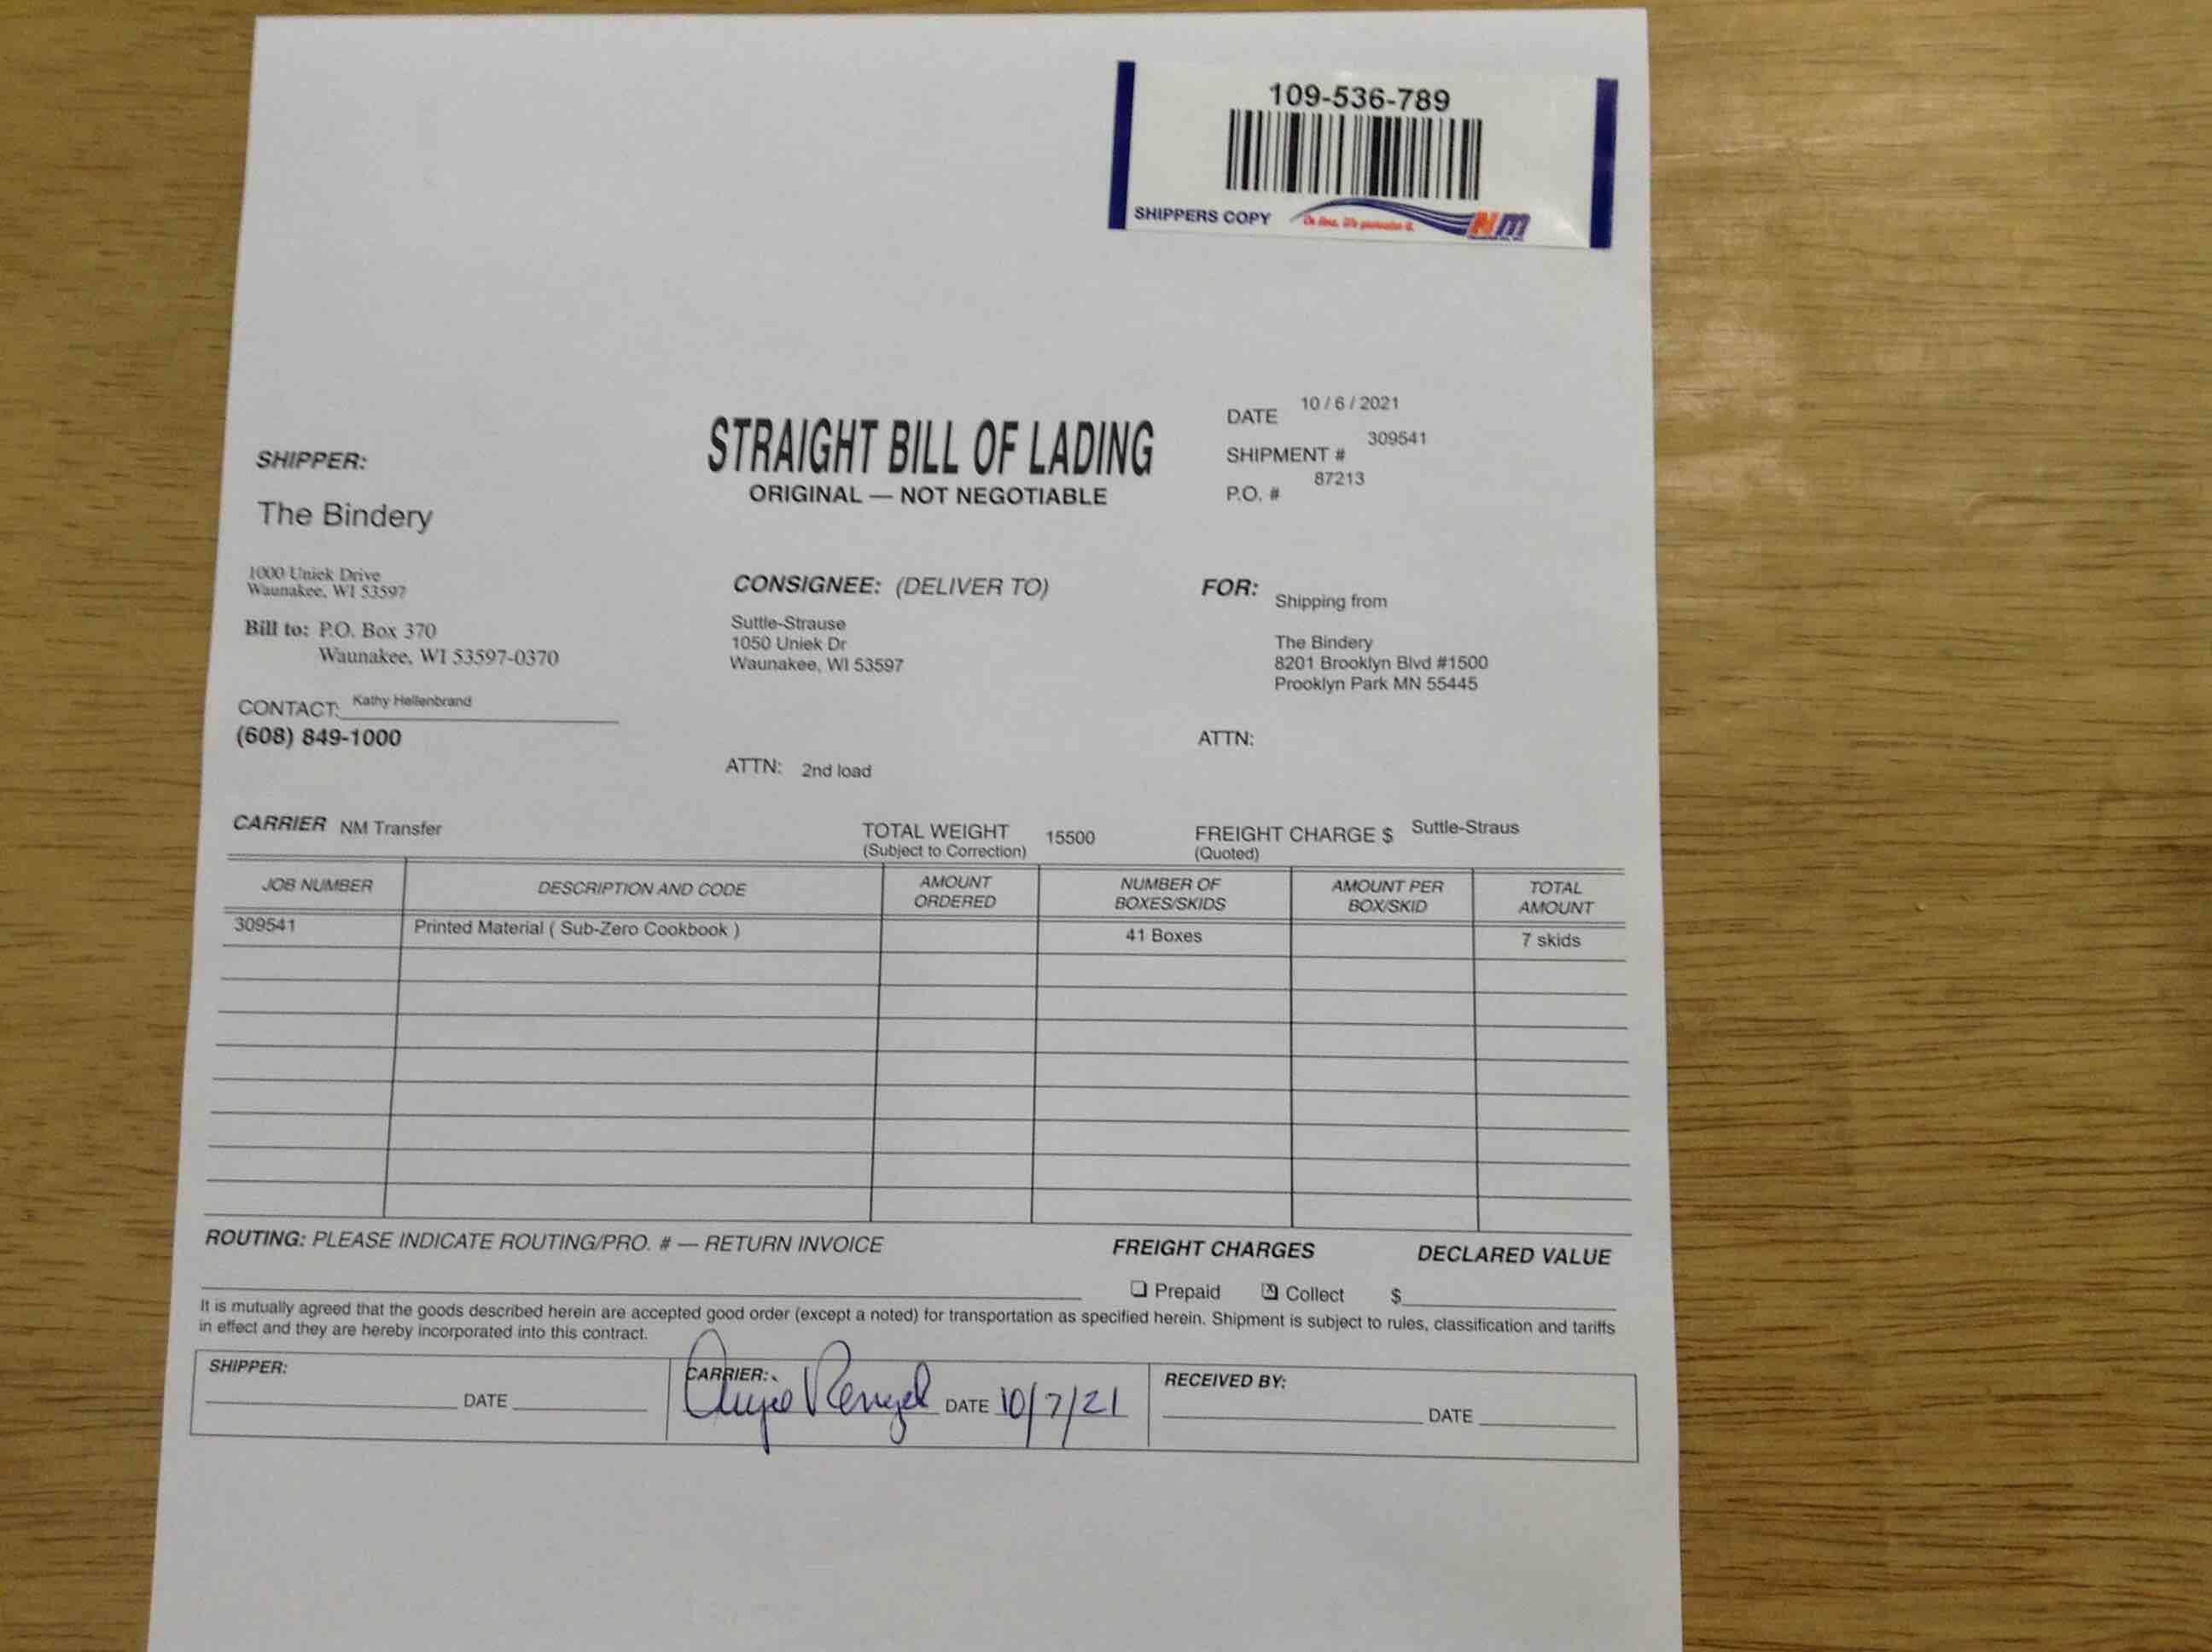 109-536-789
SHIPPERS COPY
NM
DATE 10 / 6 / 2021
SHIPMENT # 309541
P.O. # 87213
STRAIGHT BILL OF LADING
ORIGINAL — NOT NEGOTIABLE
SHIPPER:
The Bindery
1000 Uniek Drive
Waunakee, WI 53597
Bill to: P.O. Box 370
Waunakee, WI 53597-0370
CONTACT: Kathy Hellenbrand
(608) 849-1000
CONSIGNEE: (DELIVER TO)
Suttle-Strause
1050 Uniek Dr
Waunakee, WI 53597
ATTN: 2nd load
FOR: Shipping from
The Bindery
8201 Brooklyn Blvd #1500
Prooklyn Park MN 55445
ATTN:
CARRIER NM Transfer
TOTAL WEIGHT 15500
(Subject to Correction)
FREIGHT CHARGE $ Suttle-Straus
(Quoted)
JOB NUMBER
DESCRIPTION AND CODE
AMOUNT
ORDERED
NUMBER OF
BOXES/SKIDS
AMOUNT PER
BOX/SKID
TOTAL
AMOUNT
309541
Printed Material ( Sub-Zero Cookbook )
41 Boxes
7 skids
ROUTING: PLEASE INDICATE ROUTING/PRO. # — RETURN INVOICE
FREIGHT CHARGES
DECLARED VALUE
Prepaid
Collect
$
It is mutually agreed that the goods described herein are accepted good order (except a noted) for transportation as specified herein. Shipment is subject to rules, classification and tariffs
in effect and they are hereby incorporated into this contract.
SHIPPER:
DATE
CARRIER:
DATE 10/7/21
RECEIVED BY:
DATE